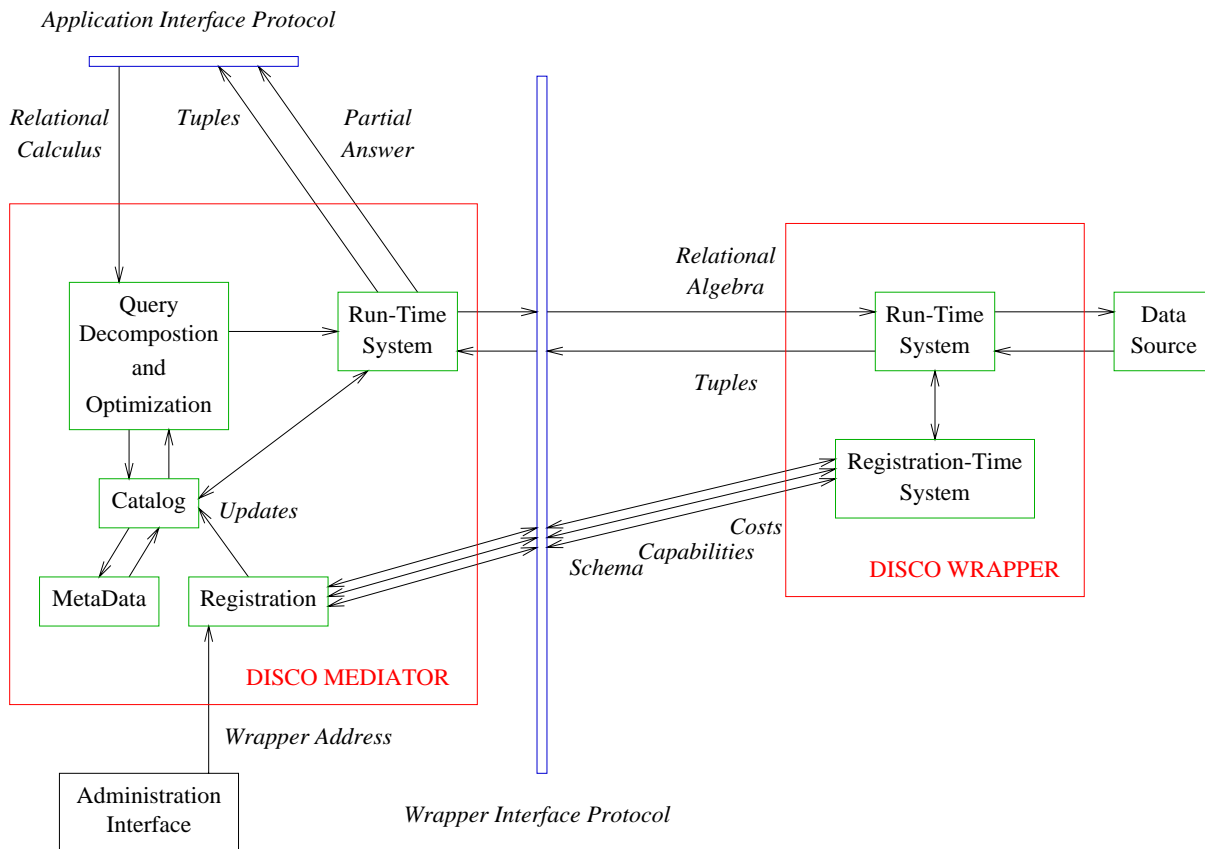 Application Interface Protocol
Relational
Calculus
Tuples
Partial
Answer
Relational
Algebra
Query
Decompostion
and
Optimization
Run-Time
System
Run-Time
System
Data
Source
Tuples
Registration-Time
System
Catalog
Updates
Costs
Capabilities
Schema
DISCO WRAPPER
MetaData
Registration
DISCO MEDIATOR
Wrapper Address
Administration
Interface
Wrapper Interface Protocol